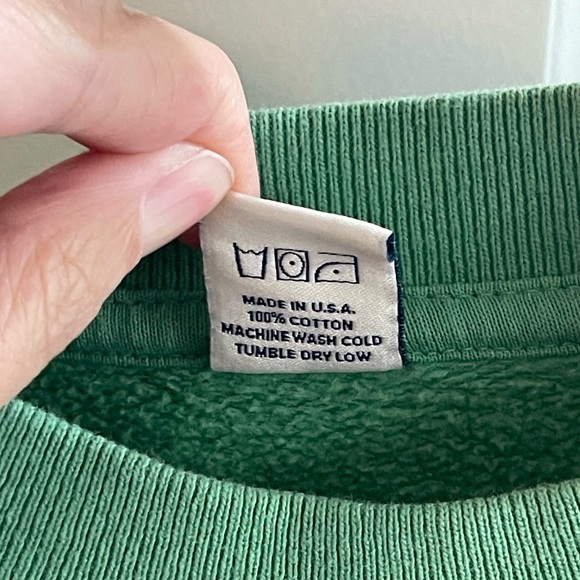 MADE IN U.S.A.
100% COTTON
MACHINE WASH COLD
TUMBLE DRY LOW